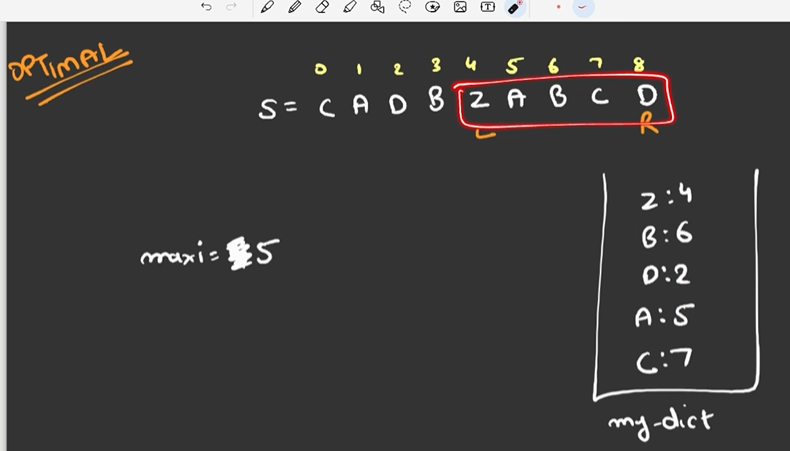 OPTIMAL
0 1 2 3 4 5 6 7 8
S = C A D B Z A B C D
L R
Z:4
B:6
maxi = 5
D:2
A:5
C:7
my-dict